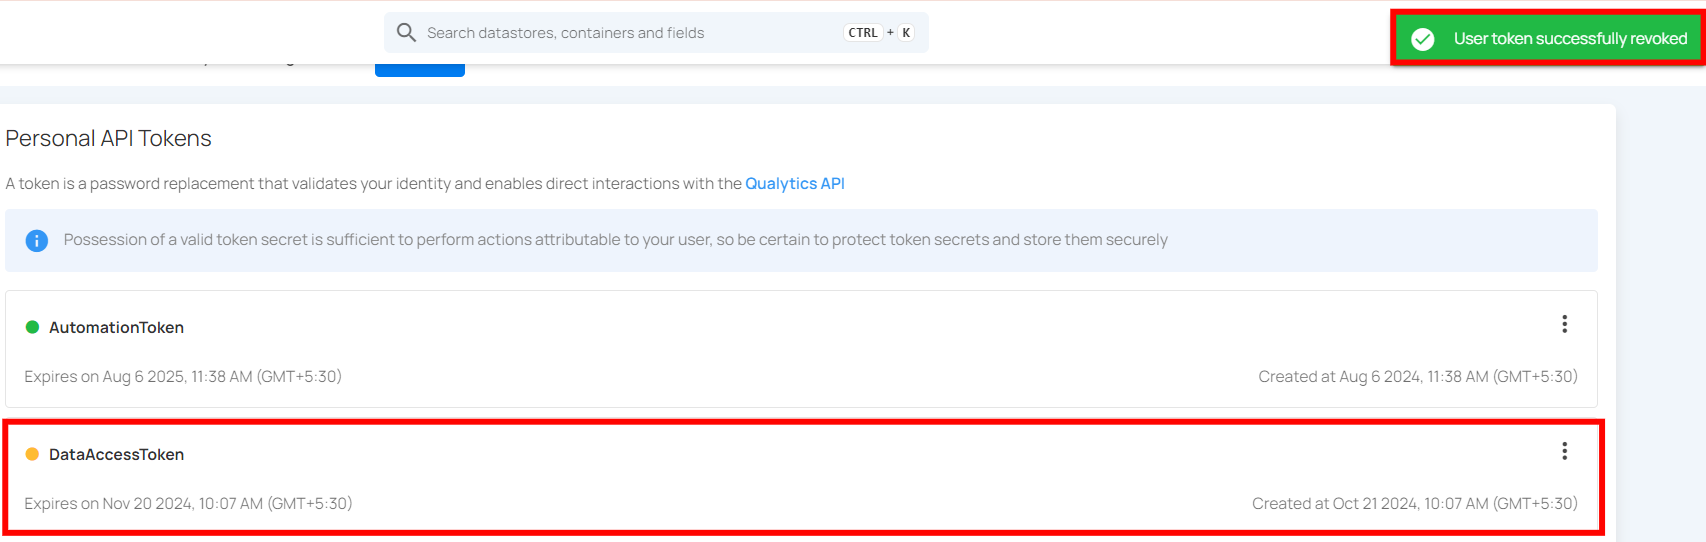 Search datastores, containers and fields CTRL + K
User token successfully revoked
Personal API Tokens
A token is a password replacement that validates your identity and enables direct interactions with the Qualytics API
Possession of a valid token secret is sufficient to perform actions attributable to your user, so be certain to protect token secrets and store them securely
AutomationToken
Expires on Aug 6 2025, 11:38 AM (GMT+5:30) Created at Aug 6 2024, 11:38 AM (GMT+5:30)
DataAccessToken
Expires on Nov 20 2024, 10:07 AM (GMT+5:30) Created at Oct 21 2024, 10:07 AM (GMT+5:30)